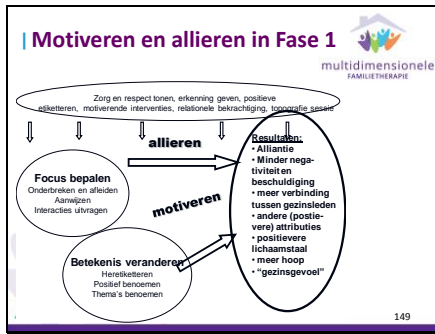 Motiveren en allieren in Fase 1
multidimensionele
FAMILIETHERAPIE
Zorg en respect tonen, erkenning geven, positieve
etiketteren, motiverende interventies, relationele bekrachtiging, topografie sessie
allieren
motiveren
Focus bepalen
Onderbreken en afleiden
Aanwijzen
Interacties uitvragen
Betekenis veranderen
Heretiketteren
Positief benoemen
Thema's benoemen
Resultaten:
• Alliantie
• Minder nega-
tiviteit en
beschuldiging
• meer verbinding
tussen gezinsleden
• andere (postie-
vere) attributies
• positievere
lichaamstaal
• meer hoop
• "gezinsgevoel"
149